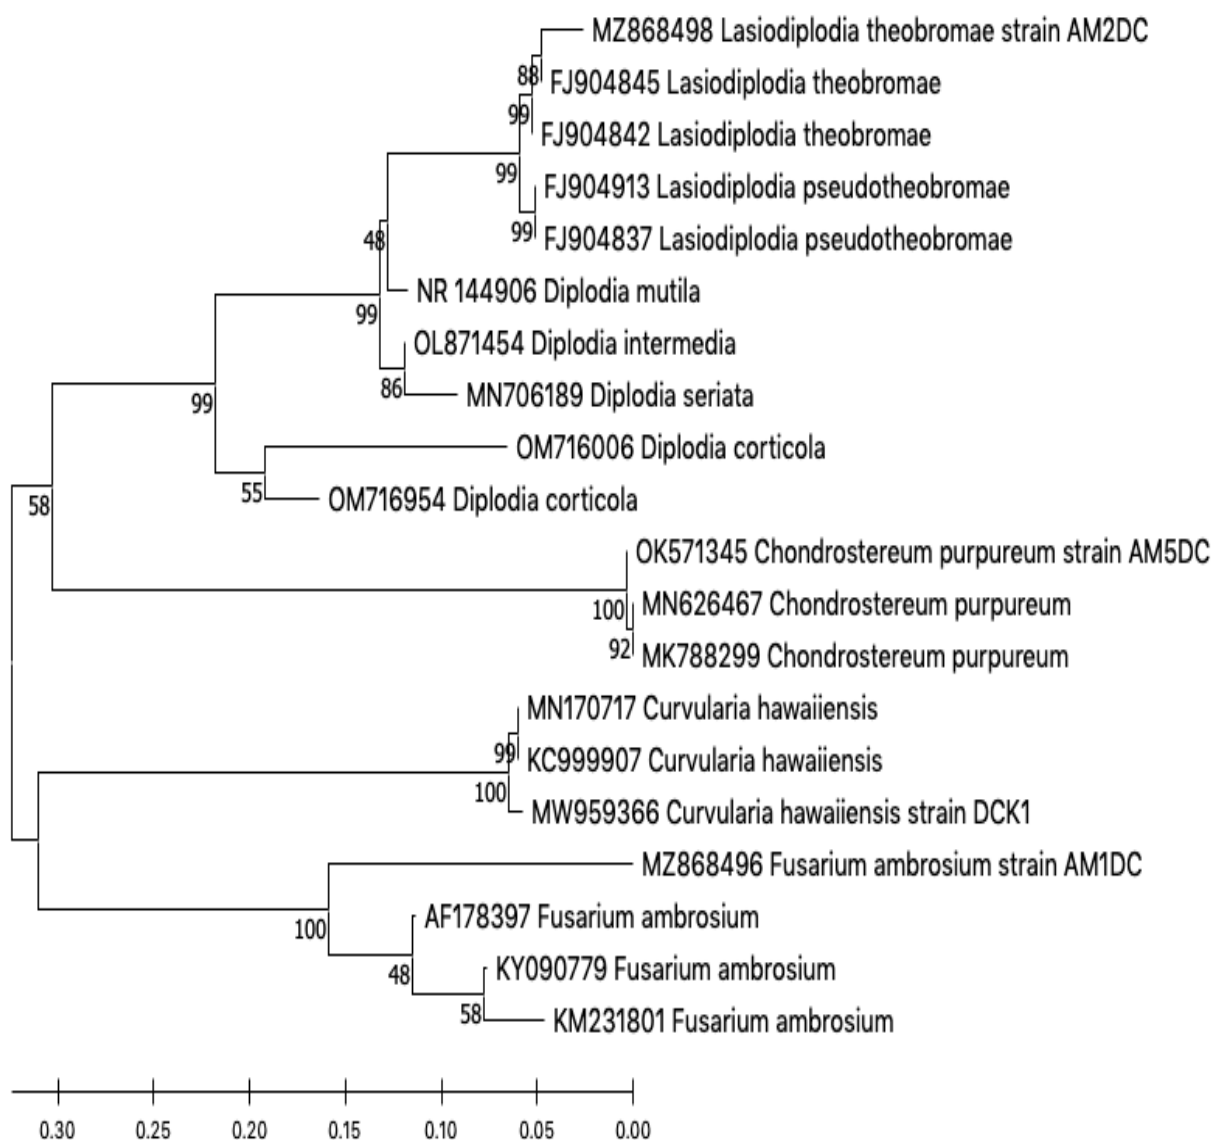 MZ868498 Lasiodiplodia theobromae strain AM2DC
88
FJ904845 Lasiodiplodia theobromae
99
FJ904842 Lasiodiplodia theobromae
99
FJ904913 Lasiodiplodia pseudotheobromae
99
FJ904837 Lasiodiplodia pseudotheobromae
48
NR 144906 Diplodia mutila
99
OL871454 Diplodia intermedia
86
MN706189 Diplodia seriata
99
OM716006 Diplodia corticola
55
OM716954 Diplodia corticola
58
OK571345 Chondrostereum purpureum strain AM5DC
100
MN626467 Chondrostereum purpureum
92
MK788299 Chondrostereum purpureum
MN170717 Curvularia hawaiiensis
99
KC999907 Curvularia hawaiiensis
100
MW959366 Curvularia hawaiiensis strain DCK1
MZ868496 Fusarium ambrosium strain AM1DC
100
AF178397 Fusarium ambrosium
48
KY090779 Fusarium ambrosium
58
KM231801 Fusarium ambrosium
0.30 0.25 0.20 0.15 0.10 0.05 0.00